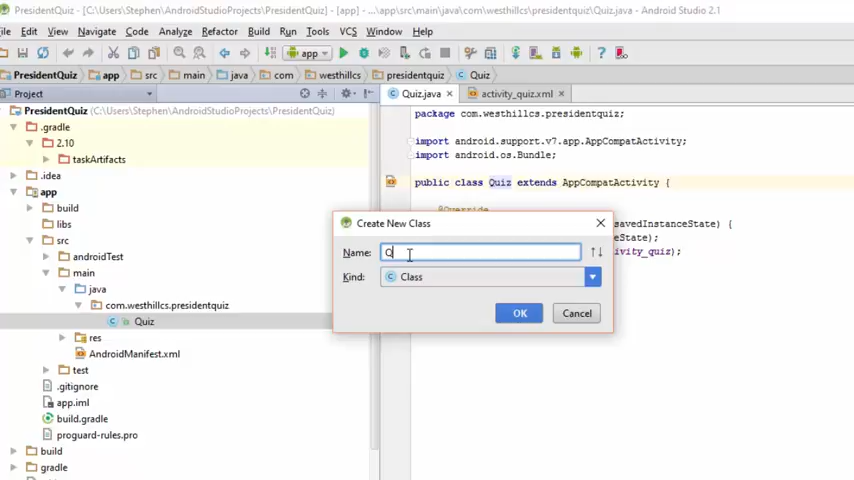 PresidentQuiz - [C:\Users\Stephen\AndroidStudioProjects\PresidentQuiz] - [app] - ...\app\src\main\java\com\westhillcs\presidentquiz\Quiz.java - Android Studio 2.1
File Edit View Navigate Code Analyze Refactor Build Run Tools VCS Window Help
app
PresidentQuiz app src main java com westhillcs presidentquiz Quiz
Project
Quiz.java activity_quiz.xml
PresidentQuiz (C:\Users\Stephen\AndroidStudioProjects\PresidentQuiz)
.gradle
2.10
taskArtifacts
.idea
app
build
libs
src
androidTest
main
java
com.westhillcs.presidentquiz
Quiz
res
AndroidManifest.xml
test
.gitignore
app.iml
build.gradle
proguard-rules.pro
build
gradle
package com.westhillcs.presidentquiz;
import android.support.v7.app.AppCompatActivity;
import android.os.Bundle;
public class Quiz extends AppCompatActivity {
@Override
savedInstanceState) {
eState);
ivity_quiz);
Create New Class
Name: Q
Kind: Class
OK Cancel